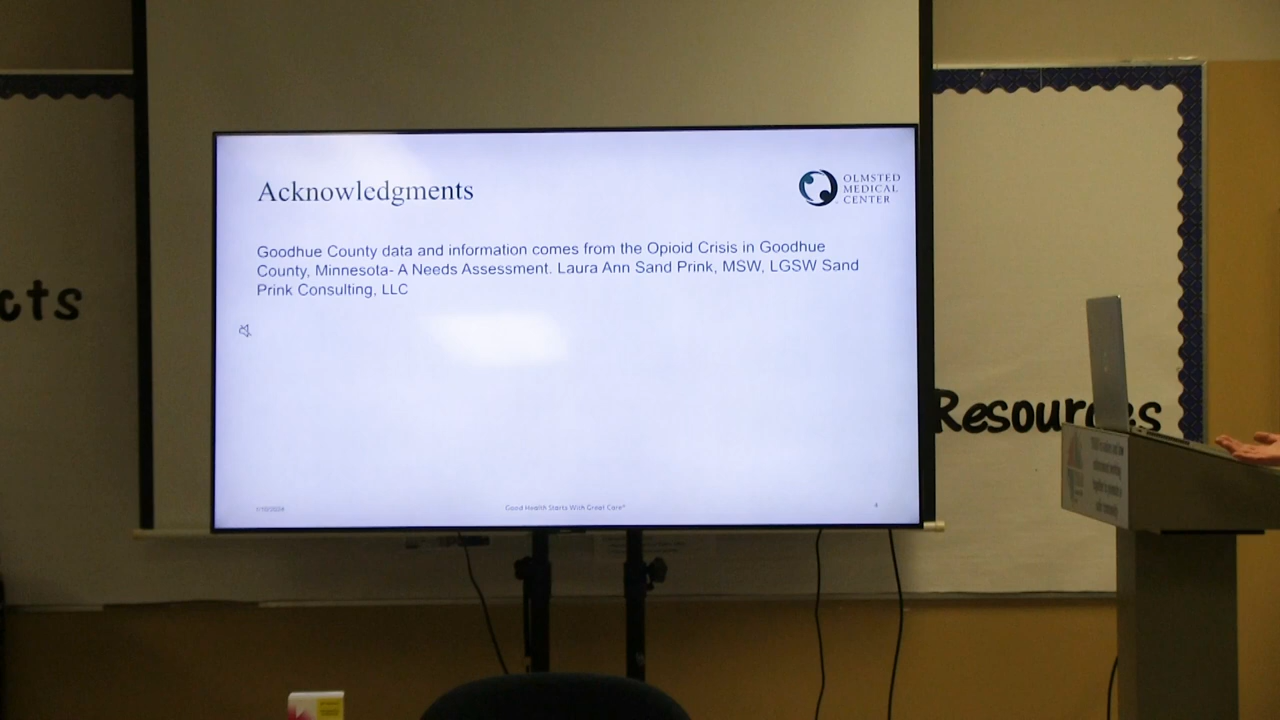 Acknowledgments
OLMSTED
MEDICAL
CENTER
Goodhue County data and information comes from the Opioid Crisis in Goodhue
County, Minnesota- A Needs Assessment. Laura Ann Sand Prink, MSW, LGSW Sand
Prink Consulting, LLC
cts
Resources
Good Health Starts With Great Care®
4